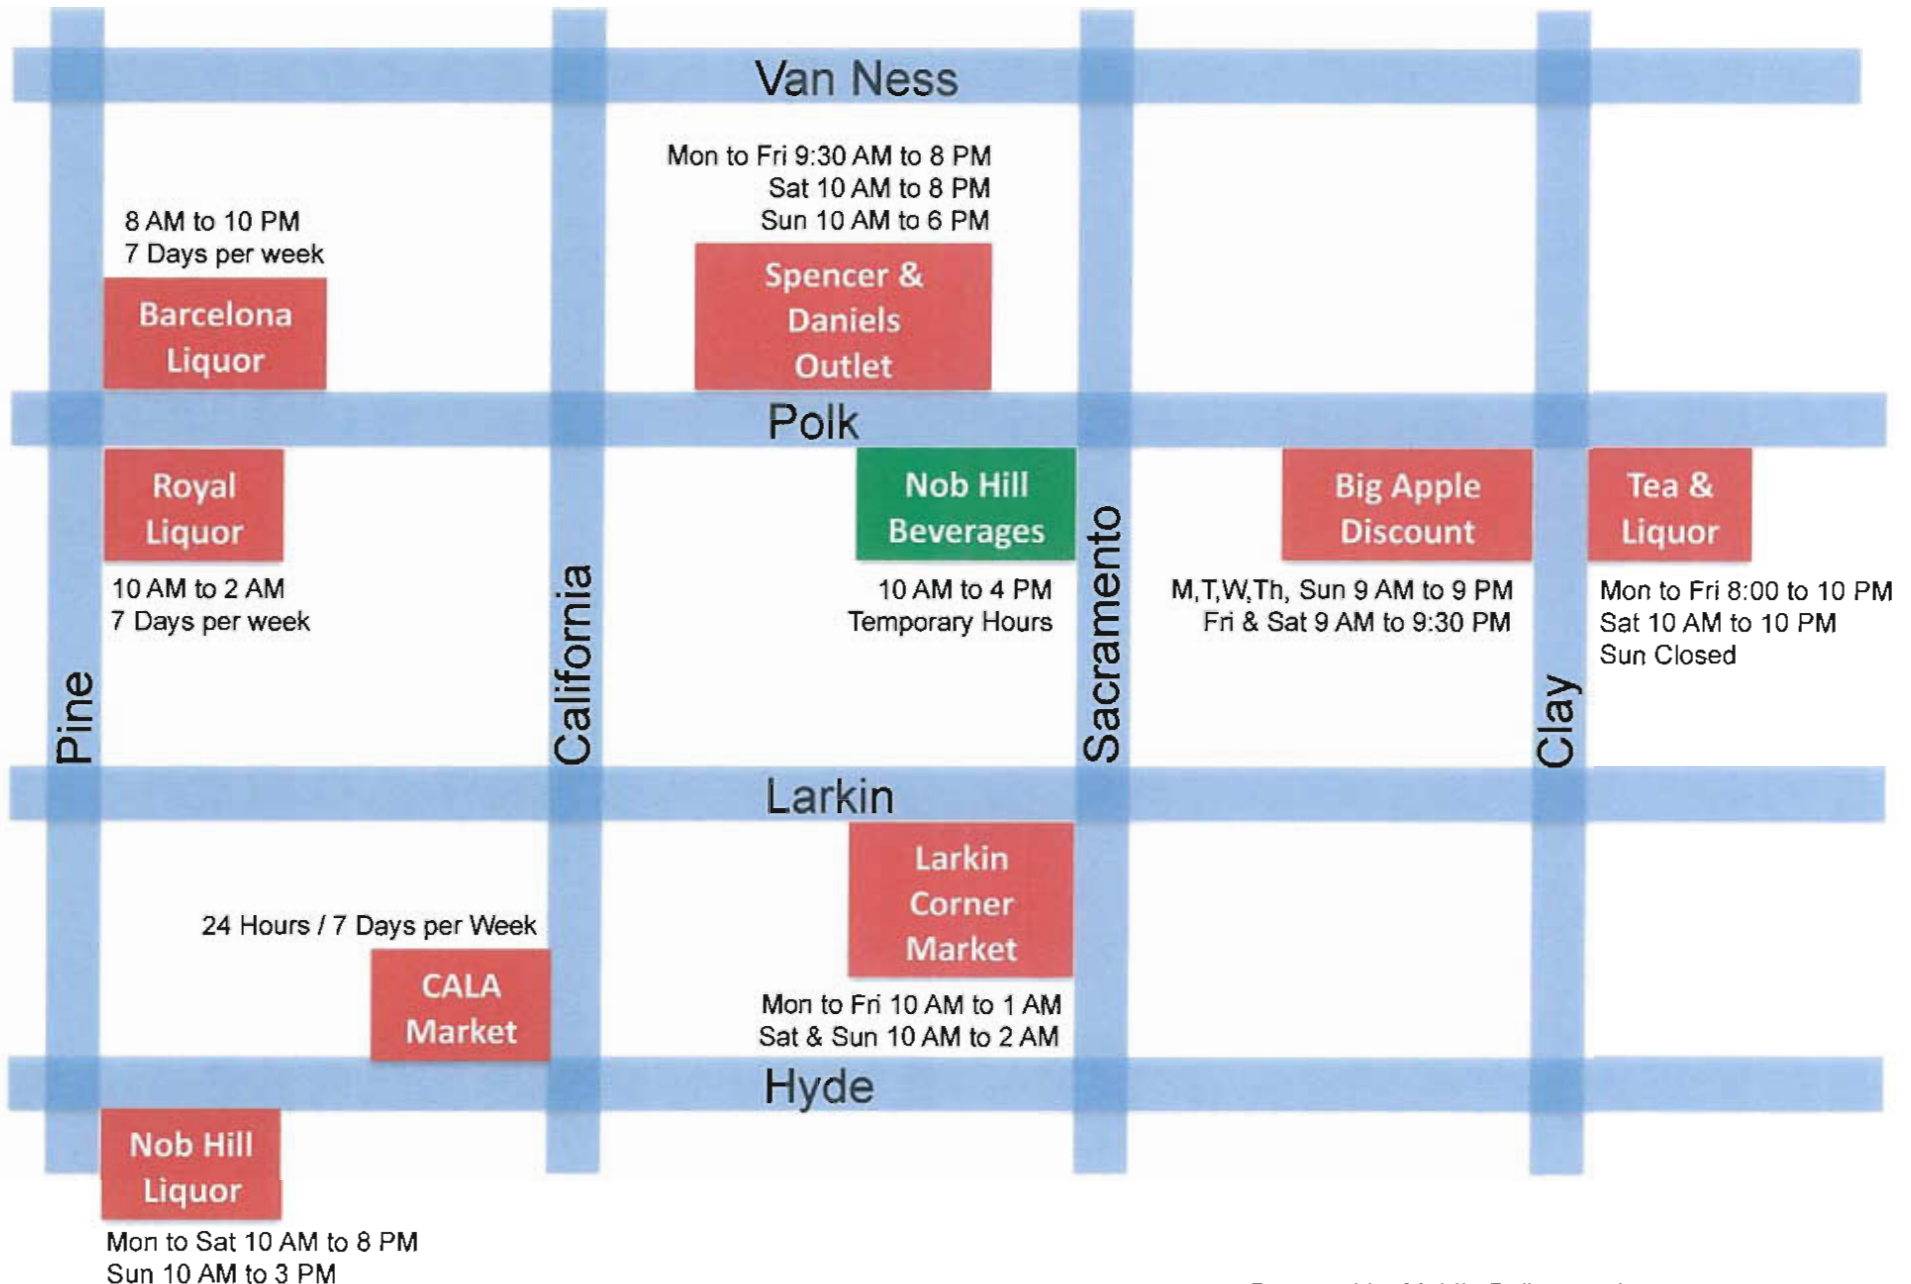 Van Ness
Mon to Fri 9:30 AM to 8 PM
Sat 10 AM to 8 PM
Sun 10 AM to 6 PM
8 AM to 10 PM
7 Days per week
Barcelona
Liquor
Spencer &
Daniels
Outlet
Polk
Royal
Liquor
10 AM to 2 AM
7 Days per week
Nob Hill
Beverages
10 AM to 4 PM
Temporary Hours
Big Apple
Discount
M,T,W,Th, Sun 9 AM to 9 PM
Fri & Sat 9 AM to 9:30 PM
Tea &
Liquor
Mon to Fri 8:00 to 10 PM
Sat 10 AM to 10 PM
Sun Closed
Pine
California
Sacramento
Clay
Larkin
Larkin
Corner
Market
Mon to Fri 10 AM to 1 AM
Sat & Sun 10 AM to 2 AM
24 Hours / 7 Days per Week
CALA
Market
Hyde
Nob Hill
Liquor
Mon to Sat 10 AM to 8 PM
Sun 10 AM to 3 PM